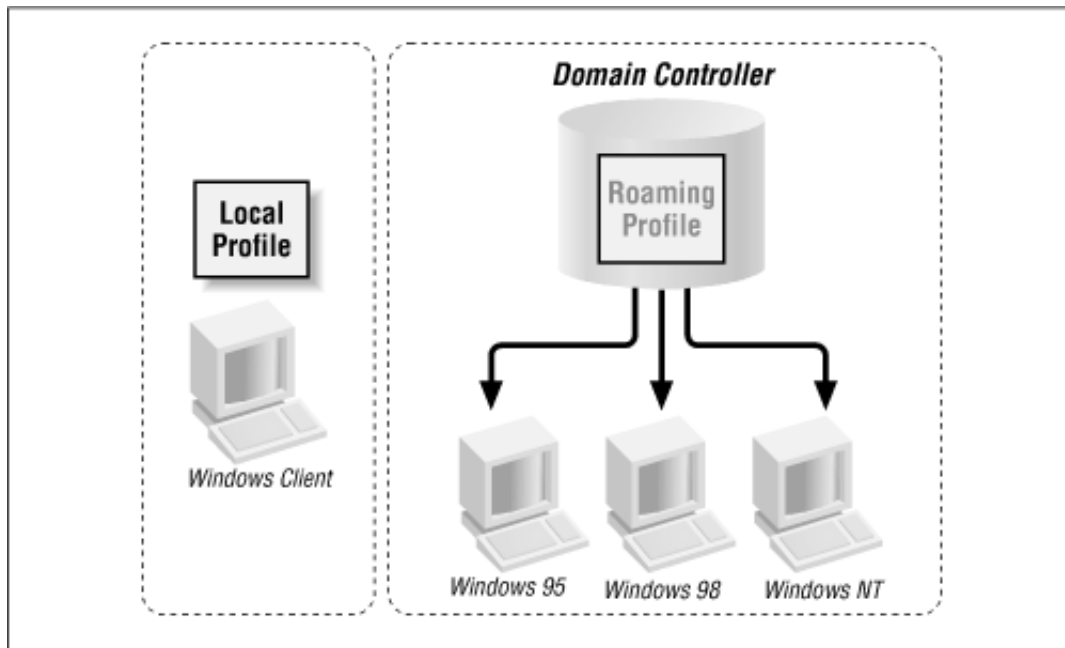 Local
Profile
Windows Client
Domain Controller
Roaming
Profile
Windows 95
Windows 98
Windows NT